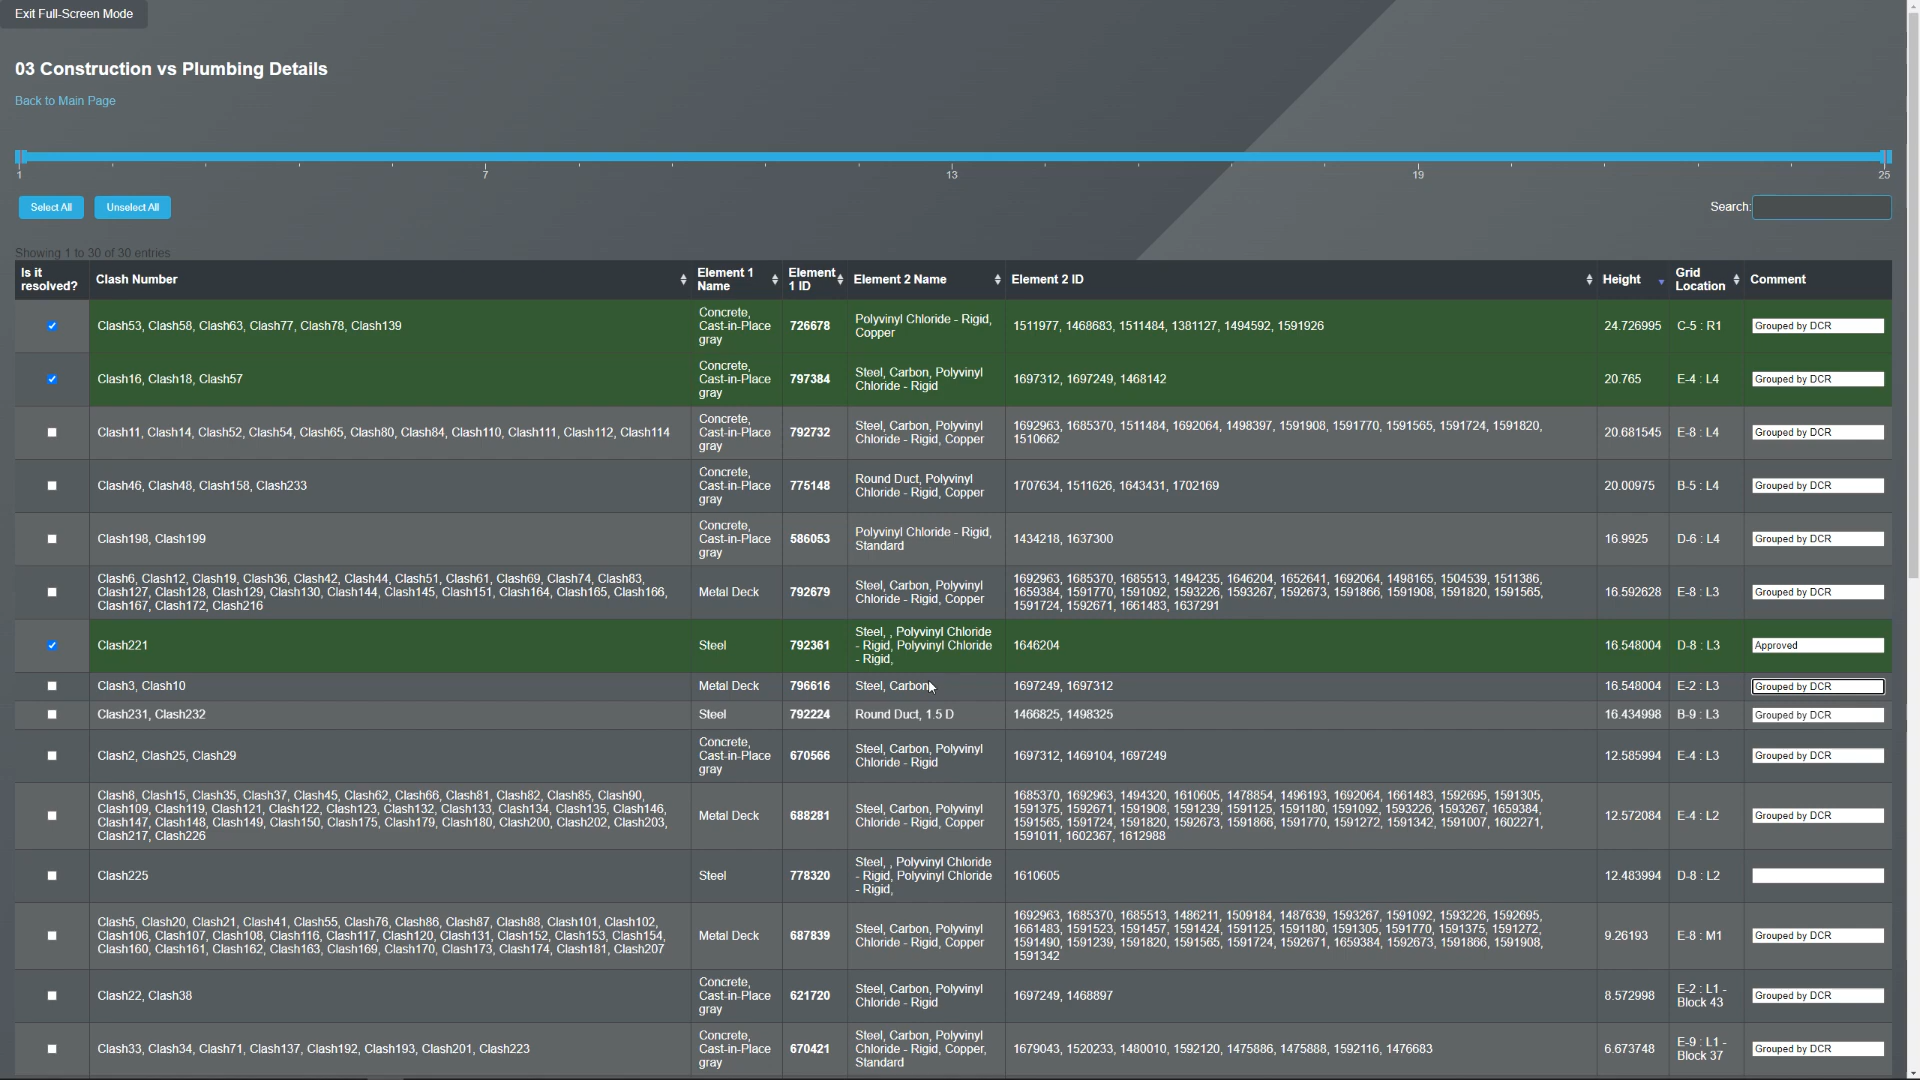 Exit Full-Screen Mode
03 Construction vs Plumbing Details
Back to Main Page
1 7 13 19 25
Select All Unselect All Search:
Showing 1 to 30 of 30 entries
Is it resolved? Clash Number Element 1 Name Element 1 ID Element 2 Name Element 2 ID Height Grid Location Comment
Clash53, Clash58, Clash63, Clash77, Clash78, Clash139 Concrete, Cast-in-Place gray 726678 Polyvinyl Chloride - Rigid, Copper 1511977, 1468683, 1511484, 1381127, 1494592, 1591926 24.726995 C-5 : R1 Grouped by DCR
Clash16, Clash18, Clash57 Concrete, Cast-in-Place gray 797384 Steel, Carbon, Polyvinyl Chloride - Rigid 1697312, 1697249, 1468142 20.765 E-4 : L4 Grouped by DCR
Clash11, Clash14, Clash52, Clash54, Clash65, Clash80, Clash84, Clash110, Clash111, Clash112, Clash114 Concrete, Cast-in-Place gray 792732 Steel, Carbon, Polyvinyl Chloride - Rigid, Copper 1692963, 1685370, 1511484, 1692064, 1498397, 1591908, 1591770, 1591565, 1591724, 1591820, 1510662 20.681545 E-8 : L4 Grouped by DCR
Clash46, Clash48, Clash158, Clash233 Concrete, Cast-in-Place gray 775148 Round Duct, Polyvinyl Chloride - Rigid, Copper 1707634, 1511626, 1643431, 1702169 20.00975 B-5 : L4 Grouped by DCR
Clash198, Clash199 Concrete, Cast-in-Place gray 586053 Polyvinyl Chloride - Rigid, Standard 1434218, 1637300 16.9925 D-6 : L4 Grouped by DCR
Clash6, Clash12, Clash19, Clash36, Clash42, Clash44, Clash51, Clash61, Clash69, Clash74, Clash83, Clash127, Clash128, Clash129, Clash130, Clash144, Clash145, Clash151, Clash164, Clash165, Clash166, Clash167, Clash172, Clash216 Metal Deck 792679 Steel, Carbon, Polyvinyl Chloride - Rigid, Copper 1692963, 1685370, 1685513, 1494235, 1646204, 1652641, 1692064, 1498165, 1504539, 1511386, 1659384, 1591770, 1591092, 1593226, 1593267, 1592673, 1591866, 1591908, 1591820, 1591565, 1591724, 1592671, 1661483, 1637291 16.592628 E-8 : L3 Grouped by DCR
Clash221 Steel 792361 Steel, , Polyvinyl Chloride - Rigid, Polyvinyl Chloride - Rigid, 1646204 16.548004 D-8 : L3 Approved
Clash3, Clash10 Metal Deck 796616 Steel, Carbon 1697249, 1697312 16.548004 E-2 : L3 Grouped by DCR
Clash231, Clash232 Steel 792224 Round Duct, 1.5 D 1466825, 1498325 16.434998 B-9 : L3 Grouped by DCR
Clash2, Clash25, Clash29 Concrete, Cast-in-Place gray 670566 Steel, Carbon, Polyvinyl Chloride - Rigid 1697312, 1469104, 1697249 12.585994 E-4 : L3 Grouped by DCR
Clash8, Clash15, Clash35, Clash37, Clash45, Clash62, Clash66, Clash81, Clash82, Clash85, Clash90, Clash109, Clash119, Clash121, Clash122, Clash123, Clash132, Clash133, Clash134, Clash135, Clash146, Clash147, Clash148, Clash149, Clash150, Clash175, Clash179, Clash180, Clash200, Clash202, Clash203, Clash217, Clash226 Metal Deck 688281 Steel, Carbon, Polyvinyl Chloride - Rigid, Copper 1685370, 1692963, 1494320, 1610605, 1478854, 1496193, 1692064, 1661483, 1592695, 1591305, 1591375, 1592671, 1591908, 1591239, 1591125, 1591180, 1591092, 1593226, 1593267, 1659384, 1591565, 1591724, 1591820, 1592673, 1591866, 1591770, 1591272, 1591342, 1591007, 1602271, 1591011, 1602367, 1612988 12.572084 E-4 : L2 Grouped by DCR
Clash225 Steel 778320 Steel, , Polyvinyl Chloride - Rigid, Polyvinyl Chloride - Rigid, 1610605 12.483994 D-8 : L2
Clash5, Clash20, Clash21, Clash41, Clash55, Clash76, Clash86, Clash87, Clash88, Clash101, Clash102, Clash106, Clash107, Clash108, Clash116, Clash117, Clash120, Clash131, Clash152, Clash153, Clash154, Clash160, Clash161, Clash162, Clash163, Clash169, Clash170, Clash173, Clash174, Clash181, Clash207 Metal Deck 687839 Steel, Carbon, Polyvinyl Chloride - Rigid, Copper 1692963, 1685370, 1685513, 1486211, 1509184, 1487639, 1593267, 1591092, 1593226, 1592695, 1661483, 1591523, 1591457, 1591424, 1591125, 1591180, 1591305, 1591770, 1591375, 1591272, 1591490, 1591239, 1591820, 1591565, 1591724, 1592671, 1659384, 1592673, 1591866, 1591908, 1591342 9.26193 E-8 : M1 Grouped by DCR
Clash22, Clash38 Concrete, Cast-in-Place gray 621720 Steel, Carbon, Polyvinyl Chloride - Rigid 1697249, 1468897 8.572998 E-2 : L1 - Block 43 Grouped by DCR
Clash33, Clash34, Clash71, Clash137, Clash192, Clash193, Clash201, Clash223 Concrete, Cast-in-Place gray 670421 Steel, Carbon, Polyvinyl Chloride - Rigid, Copper, Standard 1679043, 1520233, 1480010, 1592120, 1475886, 1475888, 1592116, 1476683 6.673748 E-9 : L1 - Block 37 Grouped by DCR